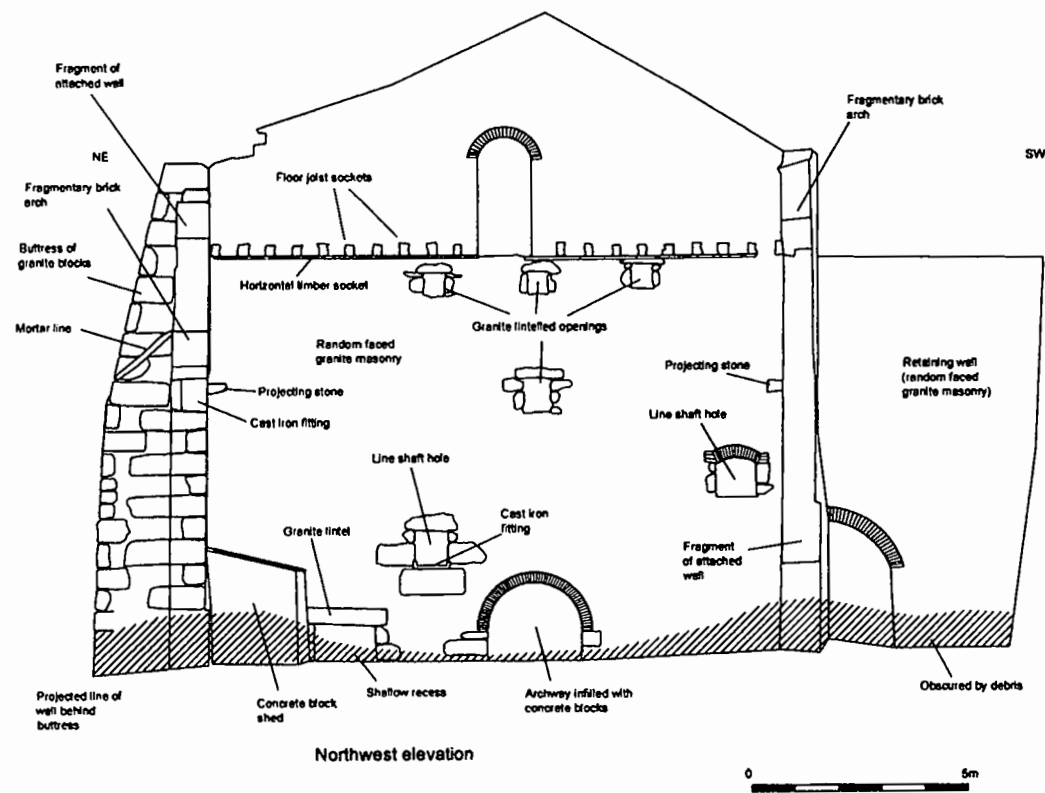 Fragment of
attached wall
Fragmentary brick
arch
NE
SW
Floor joist sockets
Fragmentary brick
arch
Buttress of
granite blocks
Horizontal timber socket
Mortar line
Granite lintelled openings
Random faced
granite masonry
Projecting stone
Retaining wall
(random faced
granite masonry)
Projecting stone
Cast iron fitting
Line shaft hole
Line shaft hole
Cast iron
fitting
Granite lintel
Fragment
of attached
wall
Projected line of
wall behind
buttress
Concrete block
shed
Shallow recess
Archway infilled with
concrete blocks
Obscured by debris
Northwest elevation
0
5m